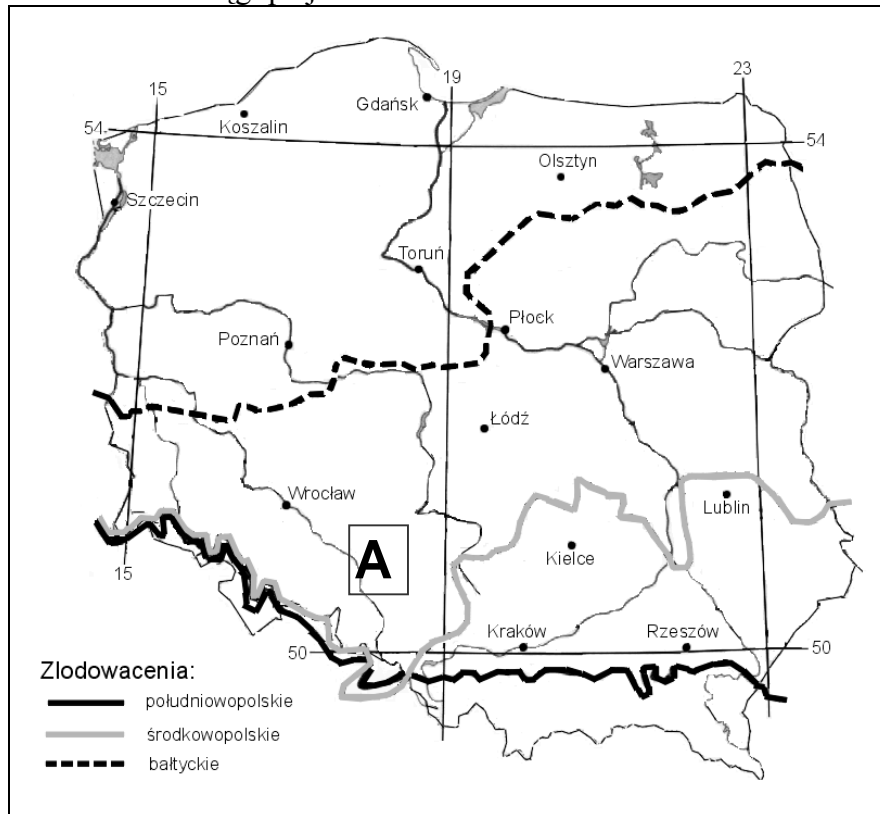 15
19
23
Gdańsk
Koszalin
54
54
Olsztyn
Szczecin
Toruń
Płock
Poznań
Warszawa
Łódź
Wrocław
Lublin
A
Kielce
15
Kraków
Rzeszów
50
50
Zlodowacenia:
południowopolskie
środkowopolskie
bałtyckie